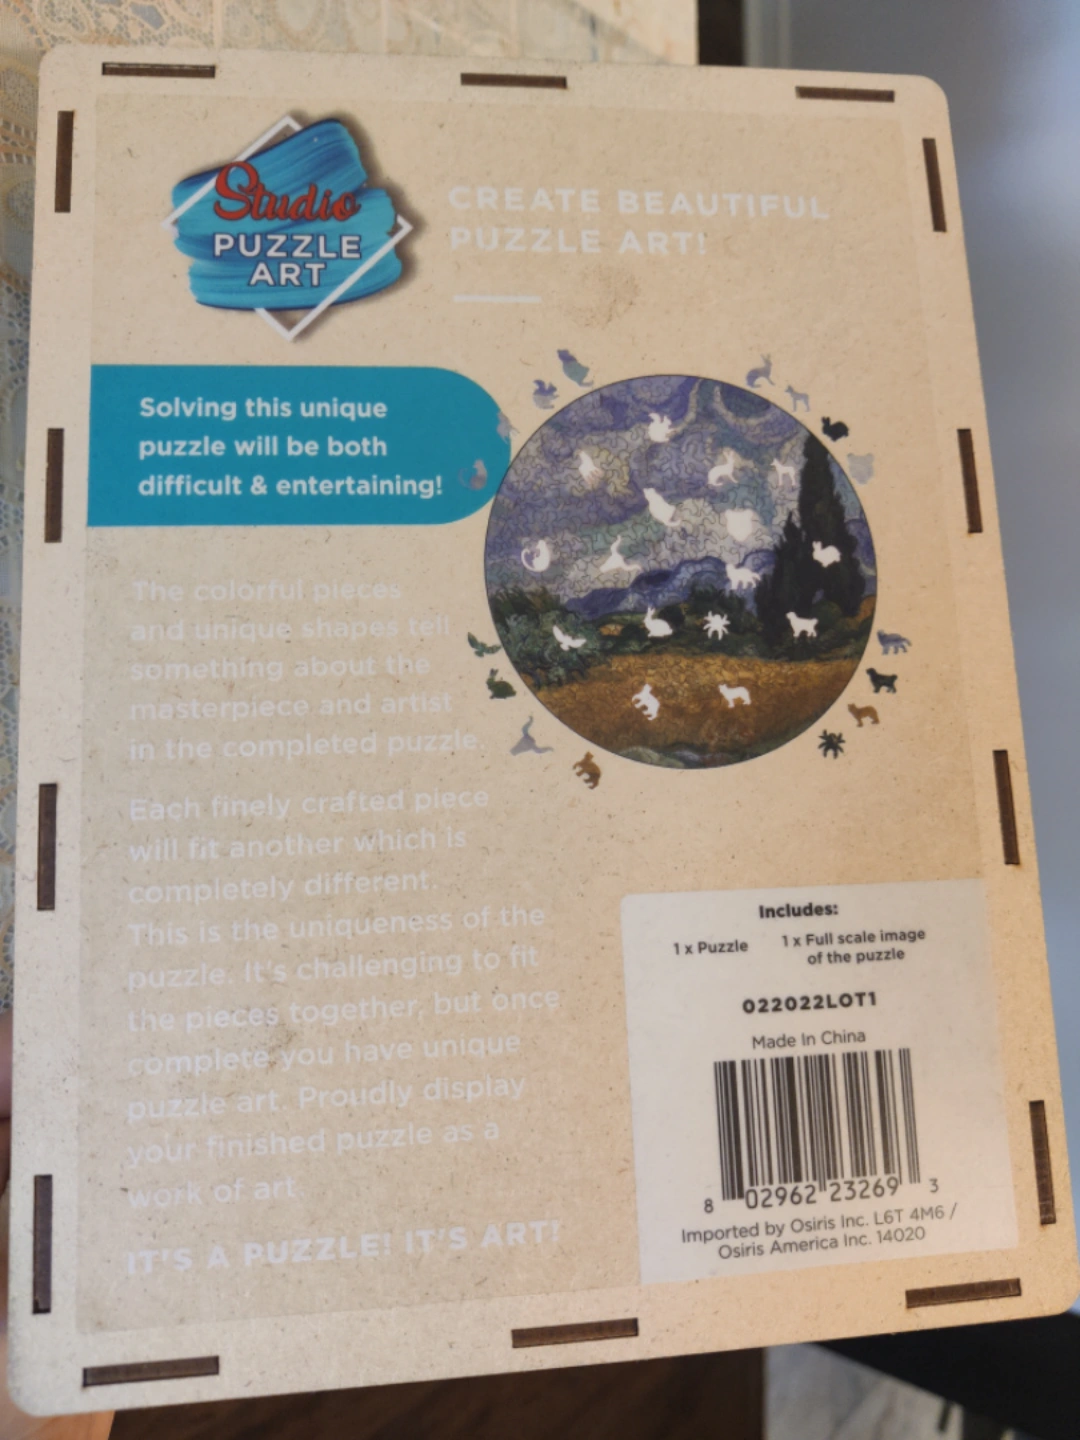 Studio
PUZZLE
ART
CREATE BEAUTIFUL
PUZZLE ART!
Solving this unique
puzzle will be both
difficult & entertaining!
The colorful pieces
and unique shapes tell
something about the
masterpiece and artist
in the completed puzzle.
Each finely crafted piece
will fit another which is
completely different.
This is the uniqueness of the
puzzle. It's challenging to fit
the pieces together, but once
complete you have unique
puzzle art. Proudly display
your finished puzzle as a
work of art.
IT'S A PUZZLE! IT'S ART!
Includes:
1 x Puzzle
1 x Full scale image
of the puzzle
022022LOT1
Made In China
8 02962 23269 3
Imported by Osiris Inc. L6T 4M6 /
Osiris America Inc. 14020